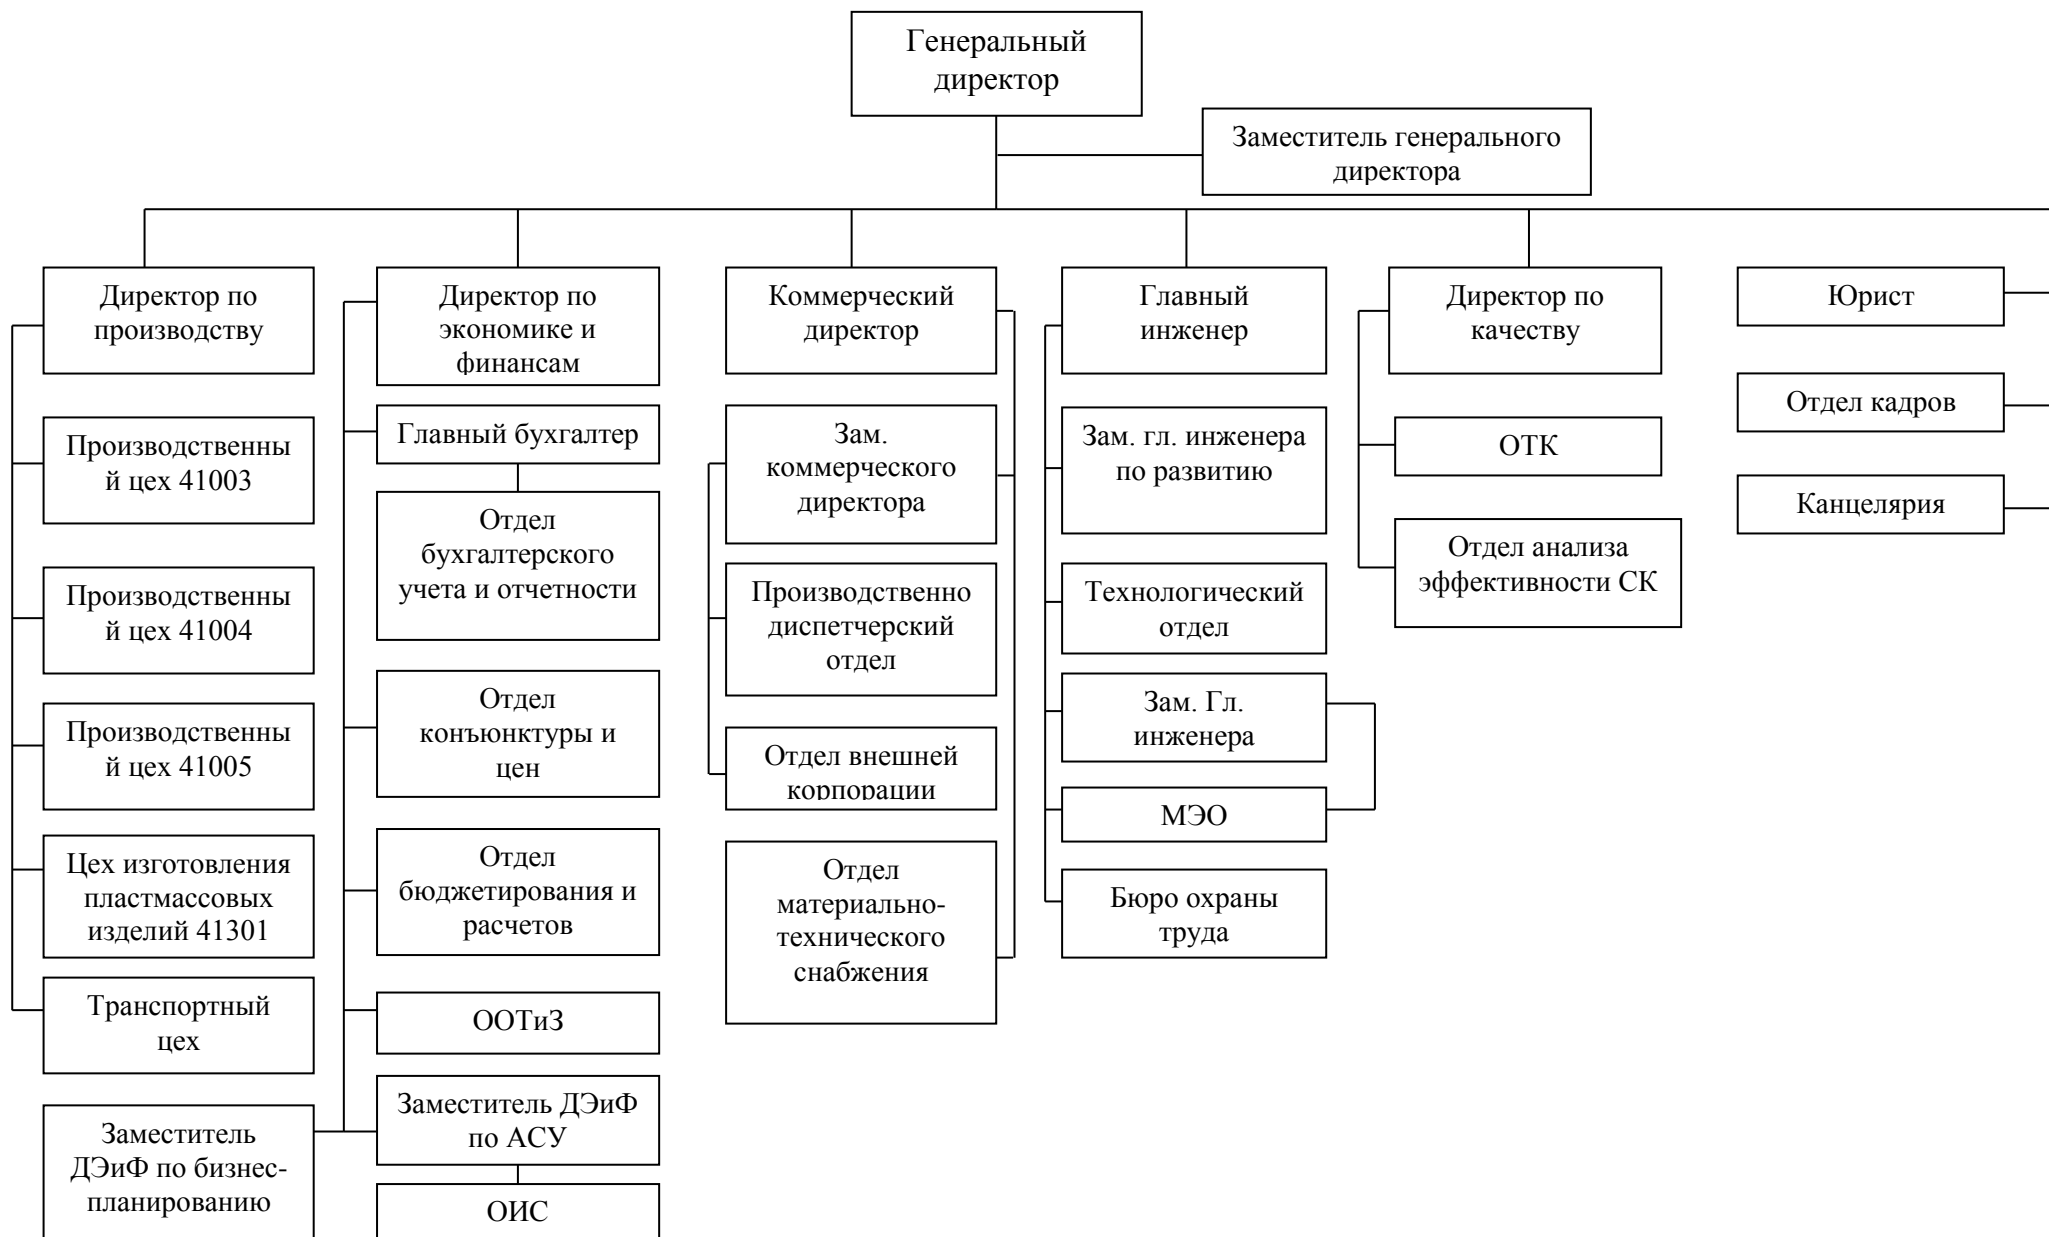 Генеральный
директор
Заместитель генерального
директора
Директор по
производству
Производственны
й цех 41003
Производственны
й цех 41004
Производственны
й цех 41005
Цех изготовления
пластмассовых
изделий 41301
Транспортный
цех
Заместитель
ДЭиФ по бизнес-
планированию
Директор по
экономике и
финансам
Главный бухгалтер
Отдел
бухгалтерского
учета и отчетности
Отдел
конъюнктуры и
цен
Отдел
бюджетирования и
расчетов
ООТиЗ
Заместитель ДЭиФ
по АСУ
ОИС
Коммерческий
директор
Зам.
коммерческого
директора
Производственно
диспетчерский
отдел
Отдел внешней
корпорации
Отдел
материально-
технического
снабжения
Главный
инженер
Зам. гл. инженера
по развитию
Технологический
отдел
Зам. Гл.
инженера
МЭО
Бюро охраны
труда
Директор по
качеству
ОТК
Отдел анализа
эффективности СК
Юрист
Отдел кадров
Канцелярия